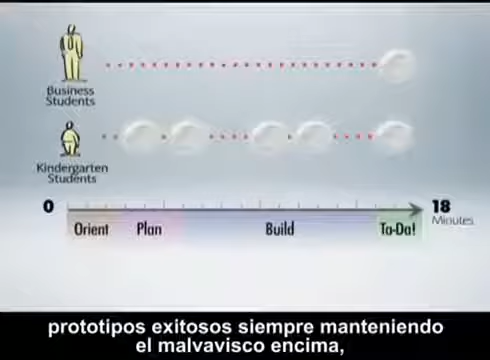 Business
Students
Kindergarten
Students
0
18
Minutes
Orient
Plan
Build
Ta-Da!
prototipos exitosos siempre manteniendo
el malvavisco encima,